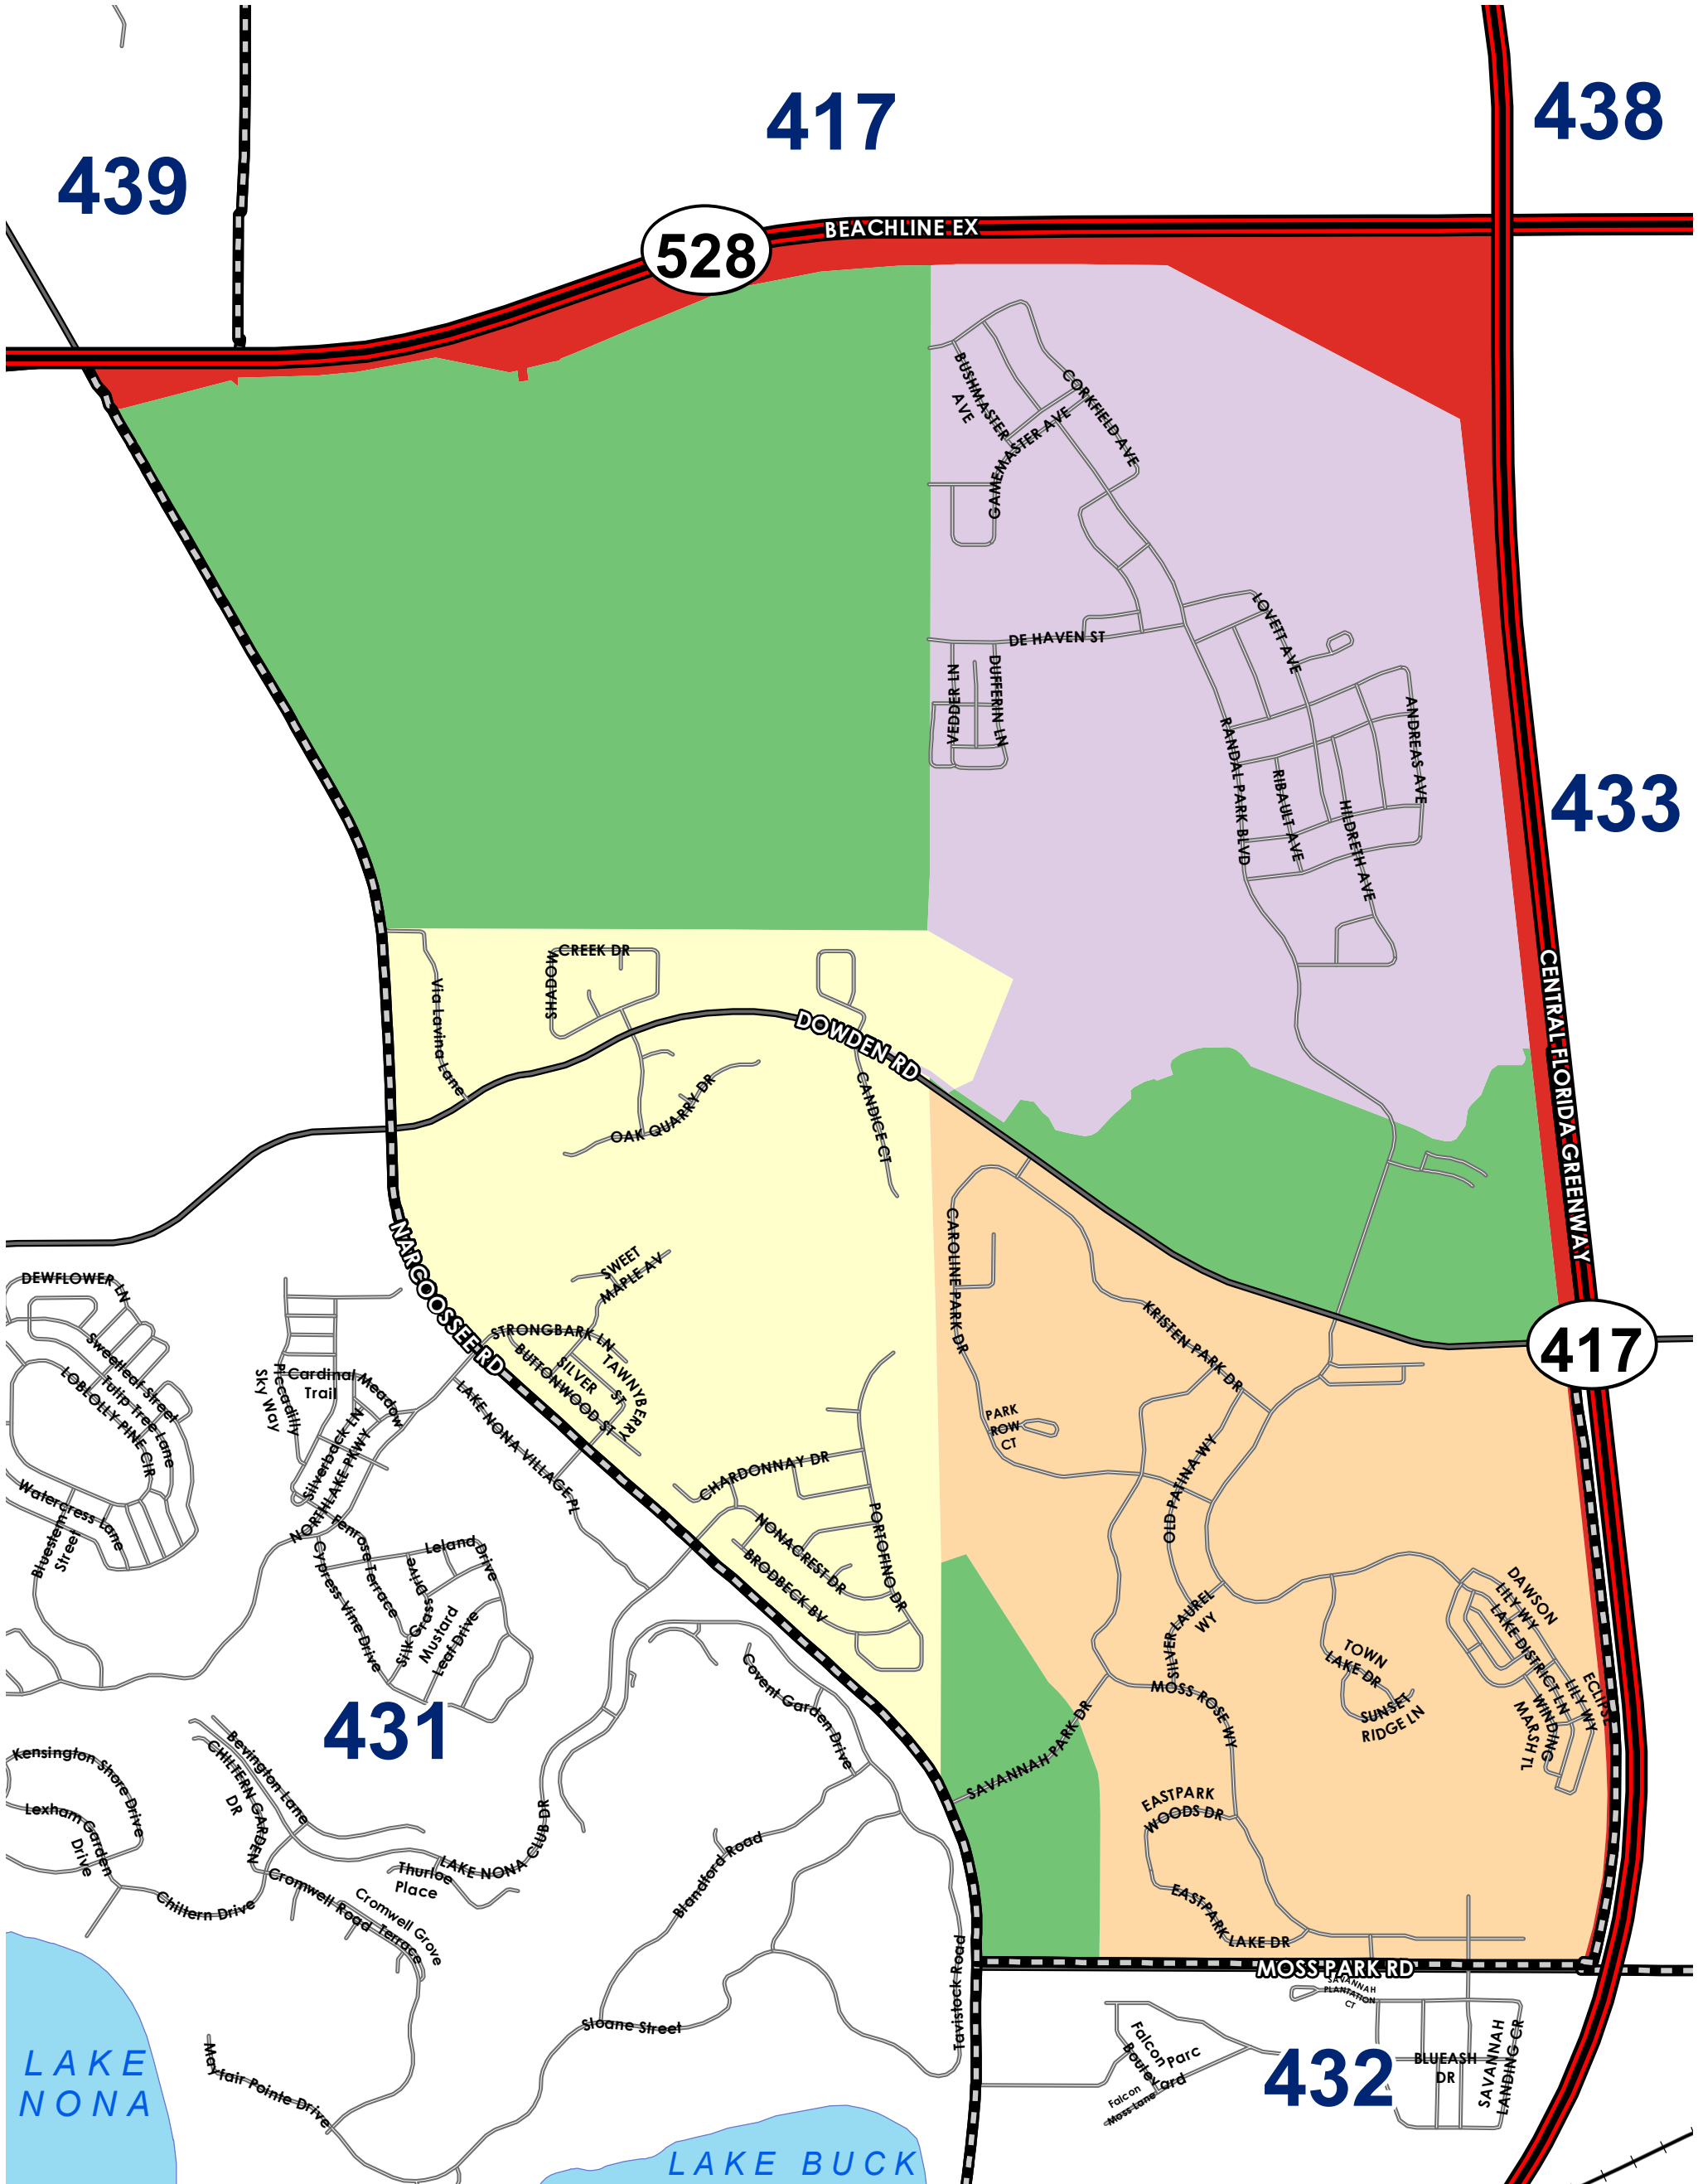 417
438
439
BEACHLINE EX
528
BUSHMASTER
AVE
CORKFIELD AVE
GAMEMASTER AVE
LOVETT AVE
DE HAVEN ST
VEDDER LN
DUFFERIN LN
ANDREAS AVE
RANDAL PARK BLVD
RIBAULT AVE
HILDRETH AVE
433
CENTRAL FLORIDA GREENWAY
SHADOW
CREEK DR
Via Lavina Lane
DOWDEN RD
OAK QUARRY DR
CANDICE CT
NARCOOSSEE RD
SWEET
MAPLE AV
CAROLINE PARK DR
KRISTEN PARK DR
417
DEWFLOWER LN
Sweetleaf Street
Tulip Tree Lane
LOBLOLLY PINE CIR
Watercress Lane
Bluestem
Street
Piccadilly
Sky Way
Cardinal Meadow
Trail
Silverback LN
NORTHLAKE PKWY
STRONGBARK LN
BUTTONWOOD ST
SILVER
ST
TAWNYBERRY
LAKE NONA VILLAGE PL
PARK
ROW
CT
OLD PATINA WY
CHARDONNAY DR
NONACREST DR
BRODBECK BV
PORTOFINO DR
Fenrose Terrace
Cypress Vine Drive
Leland Drive
Silk Grass Drive
Mustard
Leaf Drive
SILVER LAUREL
WY
DAWSON
LILY WY
LAKE DISTRICT LN
LILY WY
ECLIPSE
WINDING
MARSH TL
TOWN
LAKE DR
SUNSET
RIDGE LN
MOSS ROSE WY
SAVANNAH PARK DR
431
Covent Garden Drive
Kensington Shore Drive
Lexham Garden
Drive
Bevington Lane
CHILTERN GARDEN
DR
EASTPARK
WOODS DR
LAKE NONA CLUB DR
Thurloe
Place
Blandford Road
Chiltern Drive
Cromwell Road Terrace
Cromwell Grove
EASTPARK
LAKE DR
Tavistock Road
MOSS PARK RD
SAVANNAH
PLANTATION
CT
Sloane Street
Mayfair Pointe Drive
Falcon Parc
Boulevard
Falcon
Moss Lane
432
BLUEASH
DR
SAVANNAH
LANDING CR
LAKE
NONA
LAKE BUCK